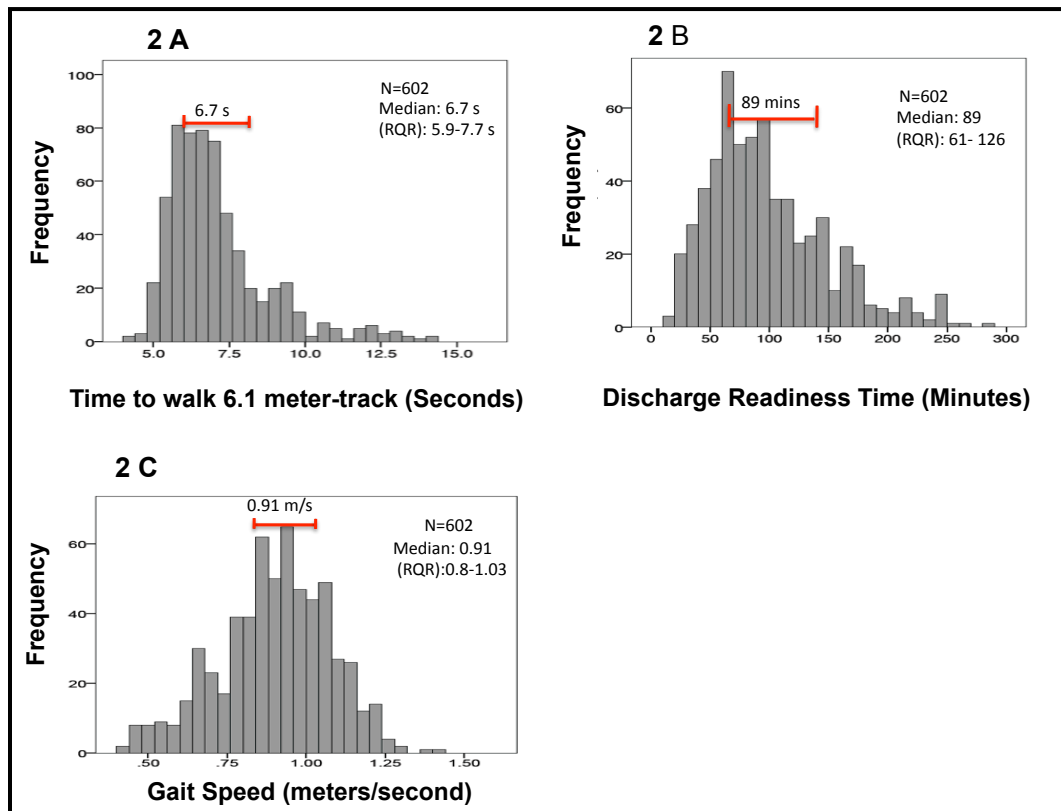 2 A
100
80
60
40
20
0
Frequency
6.7 s
N=602
Median: 6.7 s
(RQR): 5.9-7.7 s
5.0
7.5
10.0
12.5
15.0
Time to walk 6.1 meter-track (Seconds)
2 B
60
40
20
0
Frequency
89 mins
N=602
Median: 89
(RQR): 61- 126
0
50
100
150
200
250
300
Discharge Readiness Time (Minutes)
2 C
60
40
20
0
Frequency
0.91 m/s
N=602
Median: 0.91
(RQR):0.8-1.03
.50
.75
1.00
1.25
1.50
Gait Speed (meters/second)